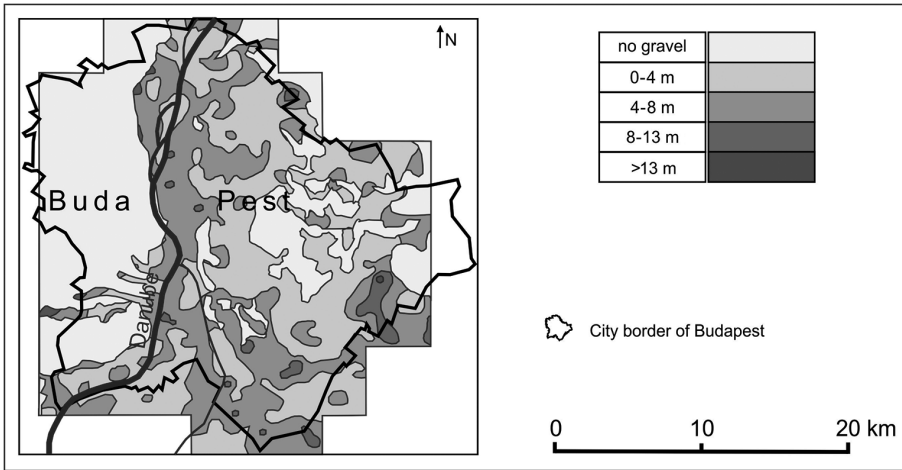 N
Buda
Pest
Danube
no gravel
0-4 m
4-8 m
8-13 m
>13 m
City border of Budapest
0 10 20 km